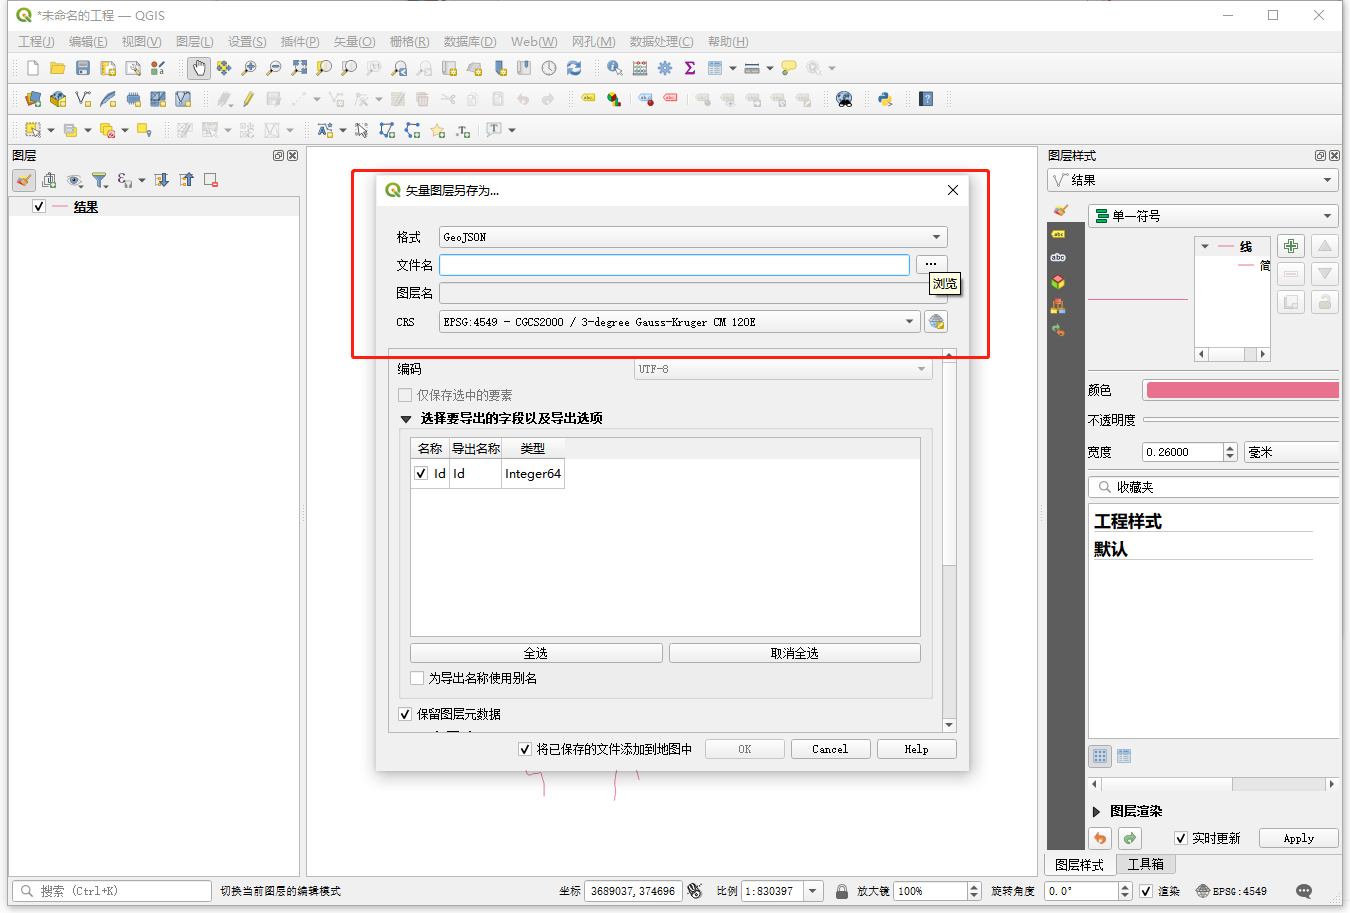 *未命名的工程 — QGIS
工程(J) 编辑(E) 视图(V) 图层(L) 设置(S) 插件(P) 矢量(O) 栅格(R) 数据库(D) Web(W) 网孔(M) 数据处理(C) 帮助(H)
图层
结果
矢量图层另存为...
格式 GeoJSON
文件名 ...
浏览
图层名
CRS EPSG:4549 - CGCS2000 / 3-degree Gauss-Kruger CM 120E
编码 UTF-8
仅保存选中的要素
选择要导出的字段以及导出选项
名称 导出名称 类型
Id Id Integer64
全选 取消全选
为导出名称使用别名
保留图层元数据
将已保存的文件添加到地图中 OK Cancel Help
图层样式
结果
单一符号
线
简
颜色
不透明度
宽度 0.26000 毫米
收藏夹
工程样式
默认
图层渲染
实时更新 Apply
图层样式 工具箱
搜索 (Ctrl+K) 切换当前图层的编辑模式 坐标 3689037,374696 比例 1:830397 放大镜 100% 旋转角度 0.0° 渲染 EPSG:4549